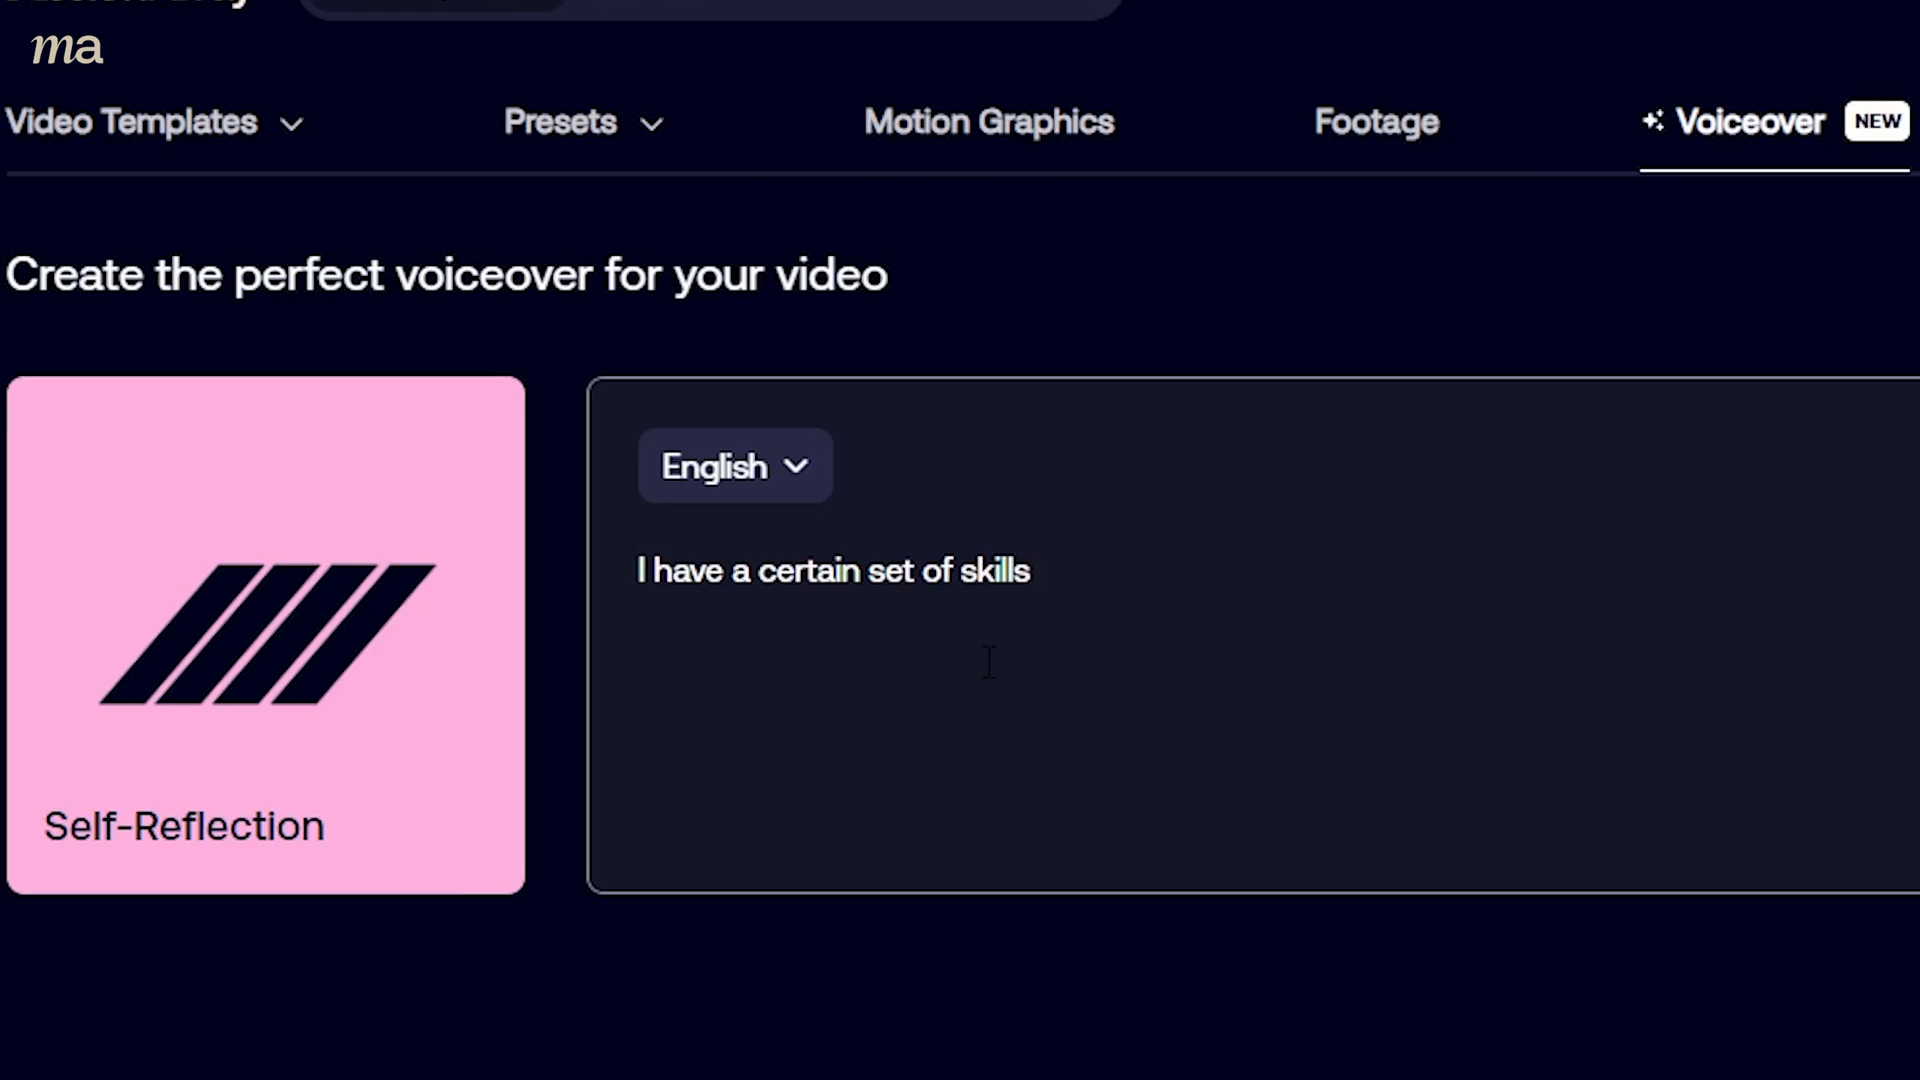 ma
Video Templates
Presets
Motion Graphics
Footage
Voiceover
NEW
Create the perfect voiceover for your video
English
I have a certain set of skills
Self-Reflection